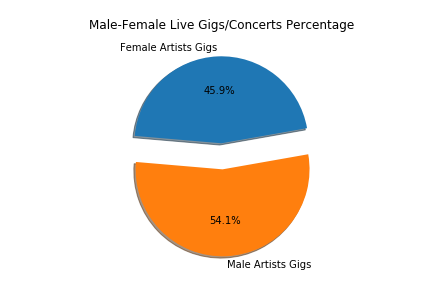 Male-Female Live Gigs/Concerts Percentage
Female Artists Gigs
45.9%
54.1%
Male Artists Gigs